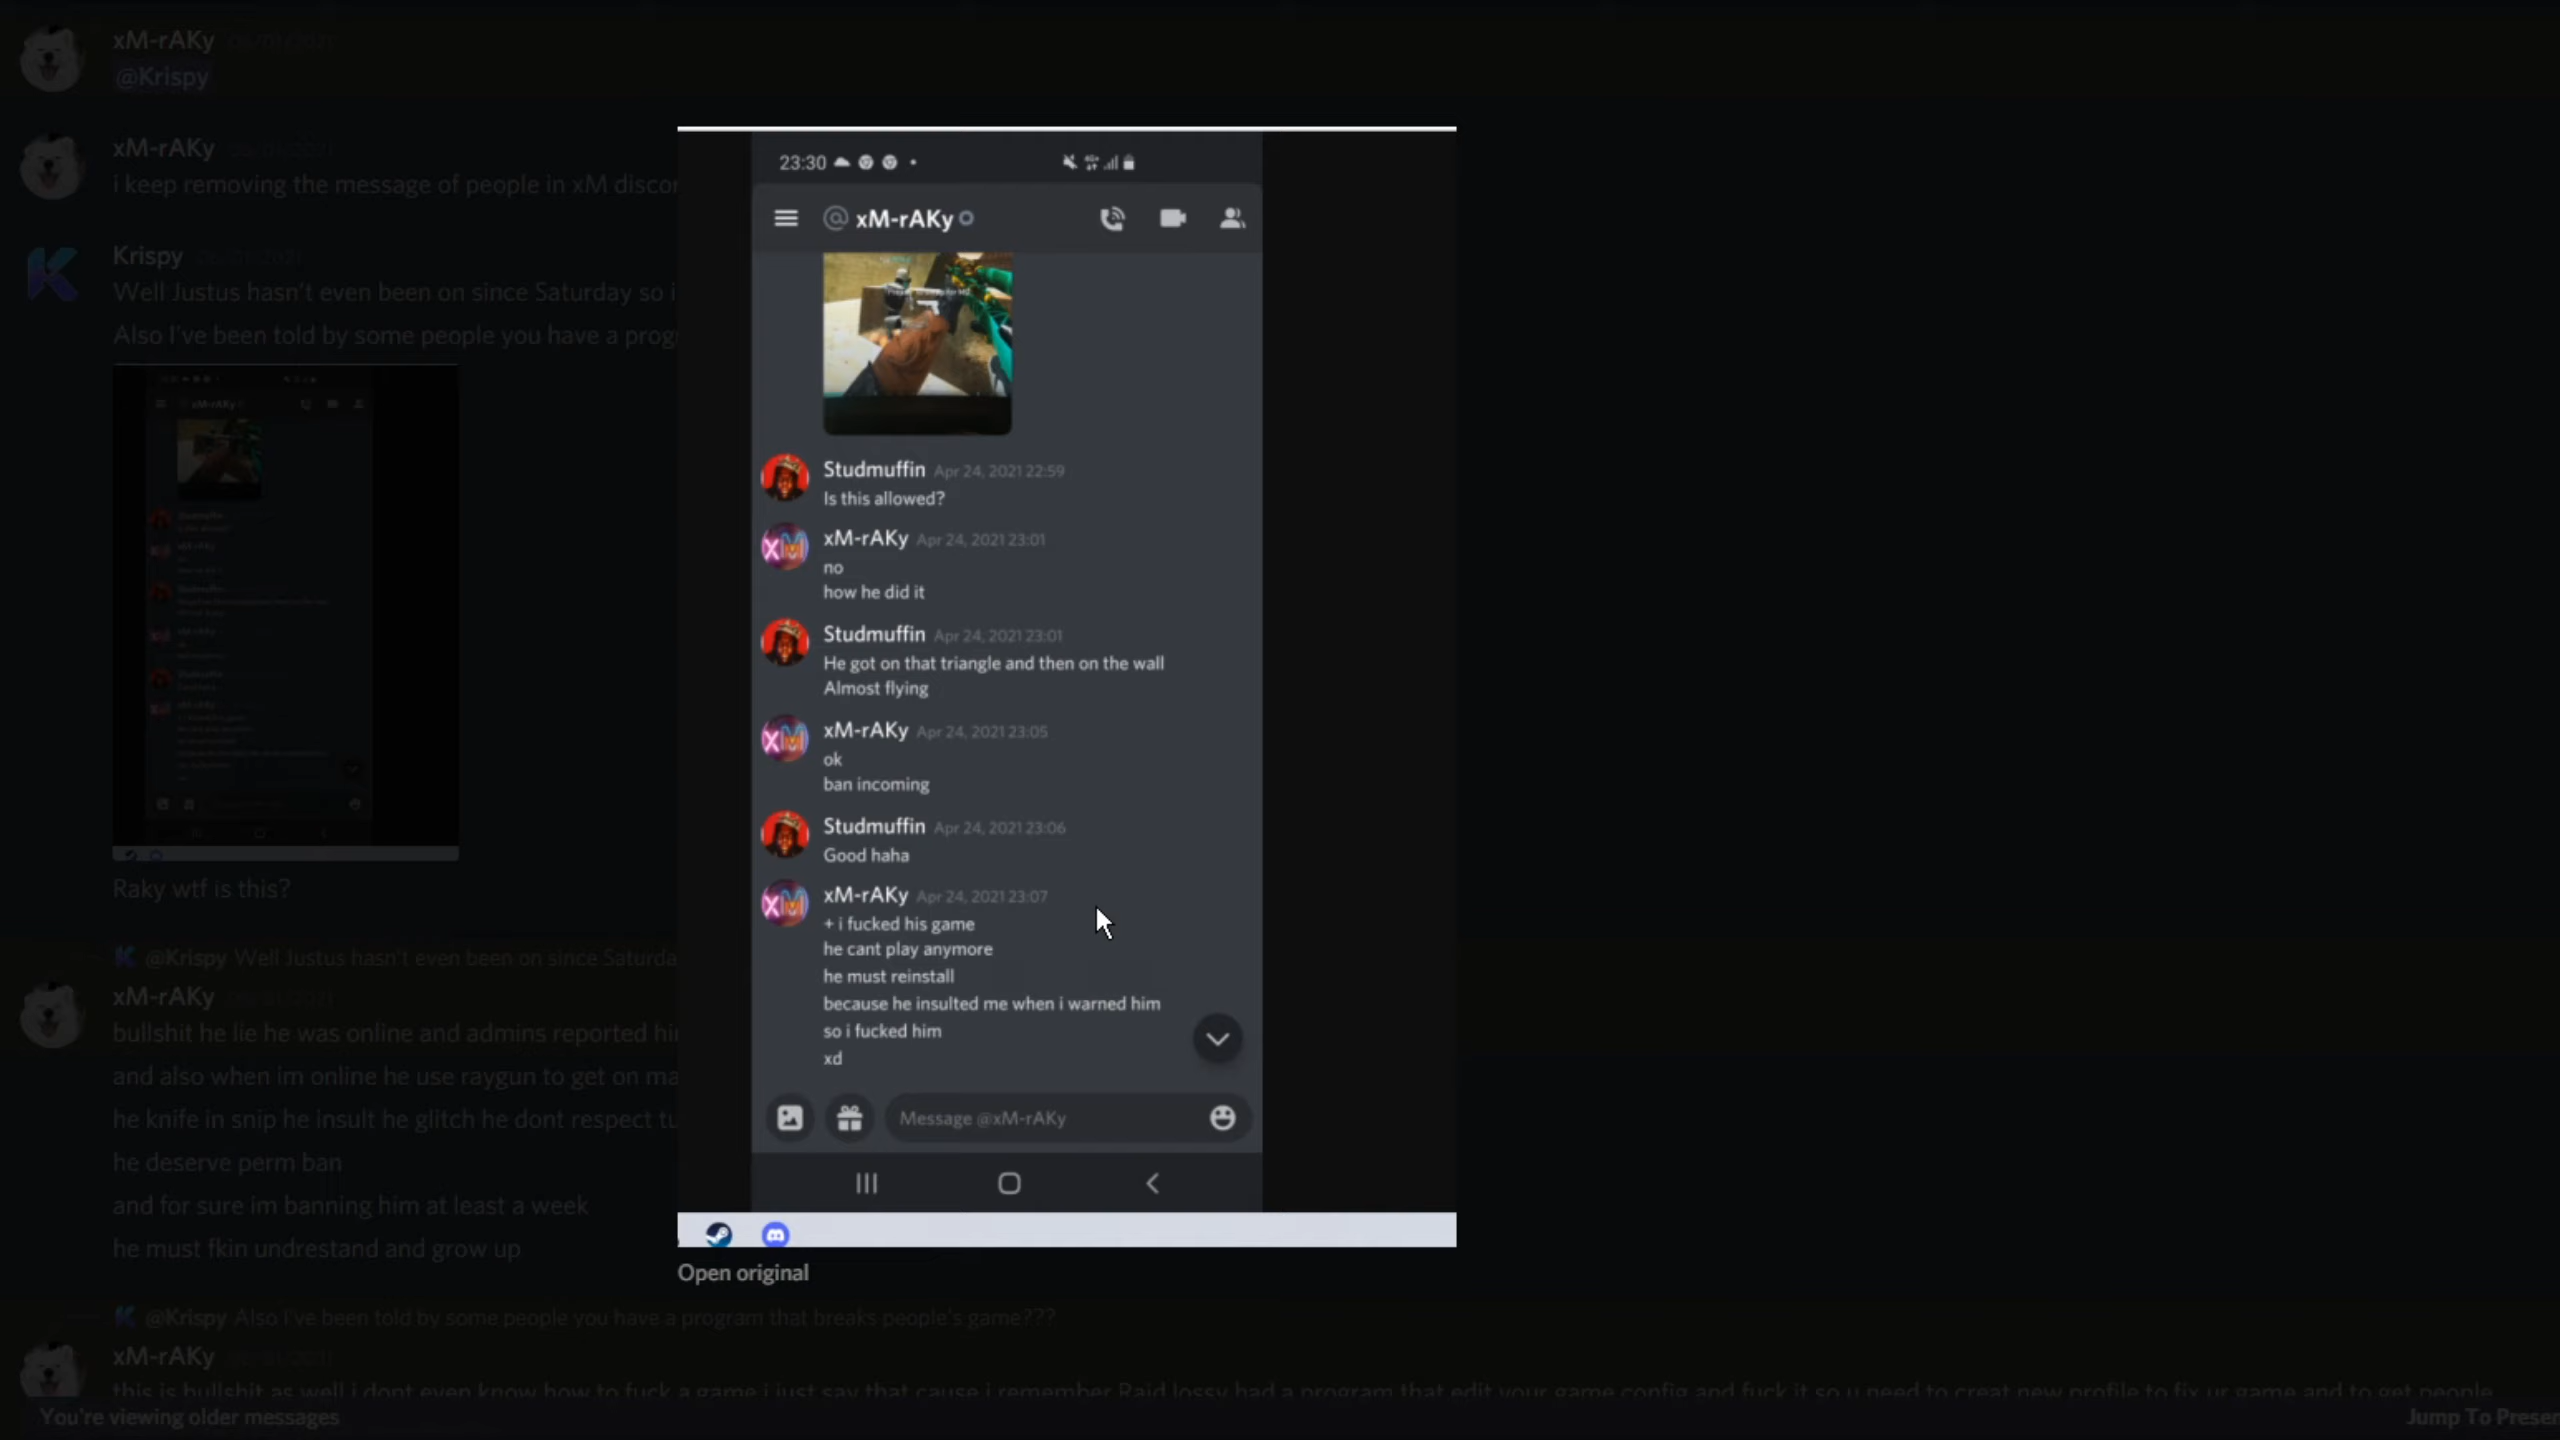 xM-rAKy
@Krispy
xM-rAKy
i keep removing the message of people in xM discor
Krispy
Well Justus hasn't even been on since Saturday so i
Also I've been told by some people you have a prog
Raky wtf is this?
@Krispy Well Justus hasn't even been on since Saturda
xM-rAKy
bullshit he lie he was online and admins reported hi
and also when im online he use raygun to get on ma
he knife in snip he insult he glitch he dont respect tu
he deserve perm ban
and for sure im banning him at least a week
he must fkin undrestand and grow up
@Krispy Also I've been told by some people you have a program that breaks people's game???
xM-rAKy
this is bullshit as well i dont even know how to fuck a game i just say that cause i remember Raid lossy had a program that edit your game config and fuck it so u need to creat new profile to fix ur game and to get people
You're viewing older messages
Jump To Presen
23:30
@ xM-rAKy
Studmuffin Apr 24, 2021 22:59
Is this allowed?
xM-rAKy Apr 24, 2021 23:01
no
how he did it
Studmuffin Apr 24, 2021 23:01
He got on that triangle and then on the wall
Almost flying
xM-rAKy Apr 24, 2021 23:05
ok
ban incoming
Studmuffin Apr 24, 2021 23:06
Good haha
xM-rAKy Apr 24, 2021 23:07
+ i fucked his game
he cant play anymore
he must reinstall
because he insulted me when i warned him
so i fucked him
xd
Message @xM-rAKy
Open original